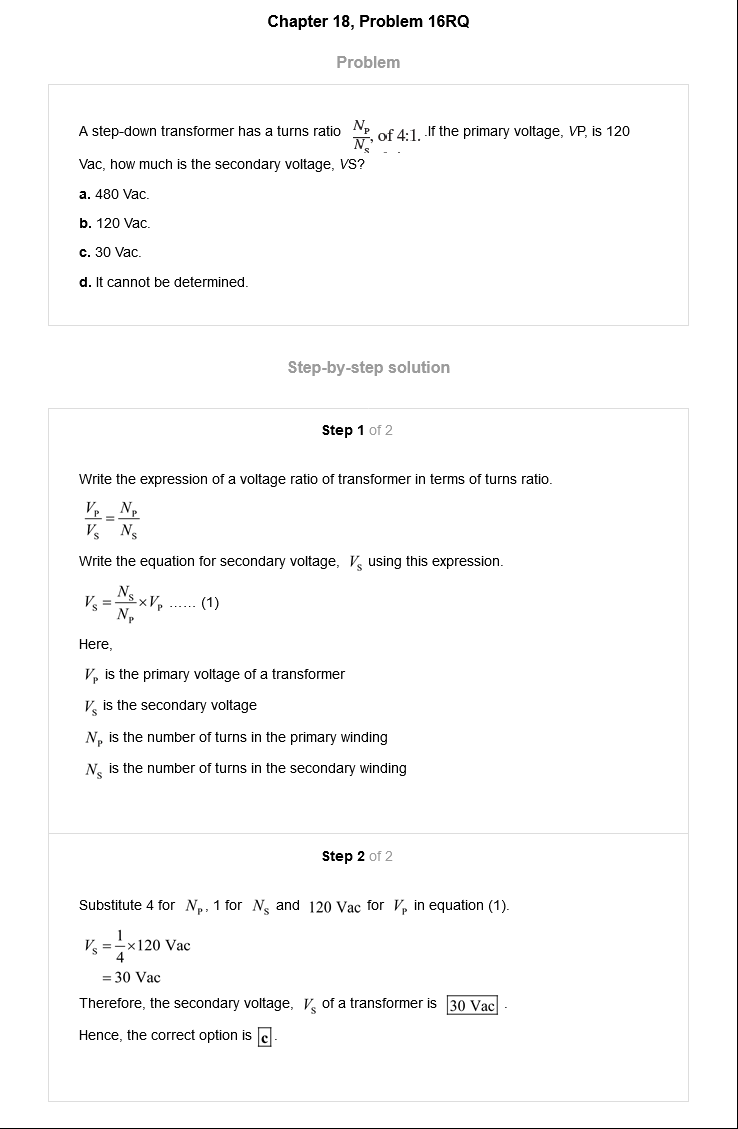 Chapter 18, Problem 16RQ
Problem
A step-down transformer has a turns ratio N_P/N_S, of 4:1. .If the primary voltage, VP, is 120
Vac, how much is the secondary voltage, VS?
a. 480 Vac.
b. 120 Vac.
c. 30 Vac.
d. It cannot be determined.
Step-by-step solution
Step 1 of 2
Write the expression of a voltage ratio of transformer in terms of turns ratio.
V_P/V_S = N_P/N_S
Write the equation for secondary voltage, V_S using this expression.
V_S = N_S/N_P × V_P ...... (1)
Here,
V_P is the primary voltage of a transformer
V_S is the secondary voltage
N_P is the number of turns in the primary winding
N_S is the number of turns in the secondary winding
Step 2 of 2
Substitute 4 for N_P, 1 for N_S and 120 Vac for V_P in equation (1).
V_S = 1/4 × 120 Vac
= 30 Vac
Therefore, the secondary voltage, V_S of a transformer is 30 Vac .
Hence, the correct option is c .